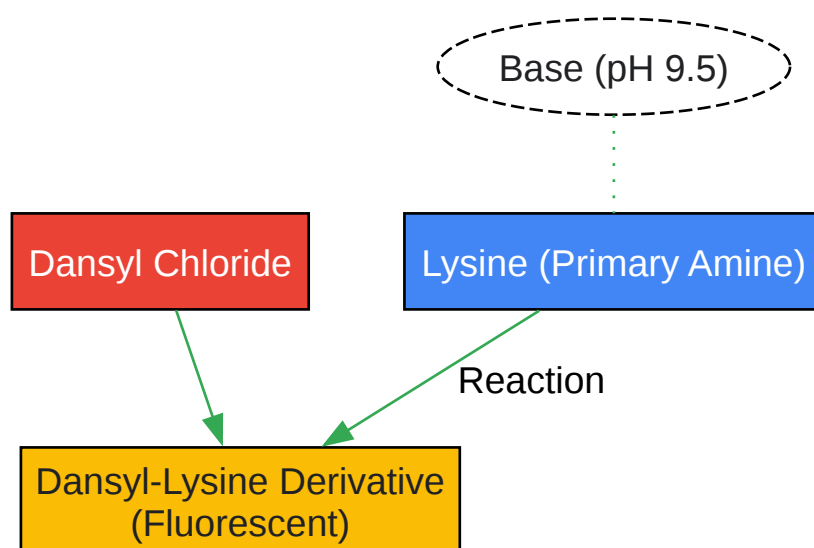 Base (pH 9.5)
Dansyl Chloride
Lysine (Primary Amine)
Reaction
Dansyl-Lysine Derivative
(Fluorescent)